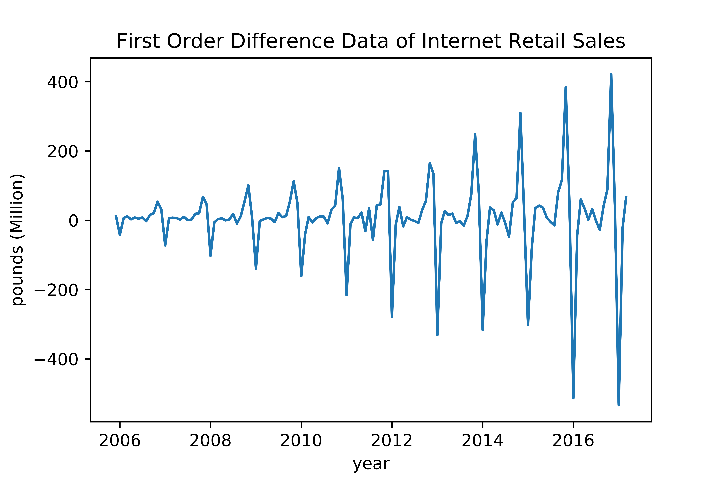 First Order Difference Data of Internet Retail Sales
400
200
0
−200
−400
pounds (Million)
2006 2008 2010 2012 2014 2016
year